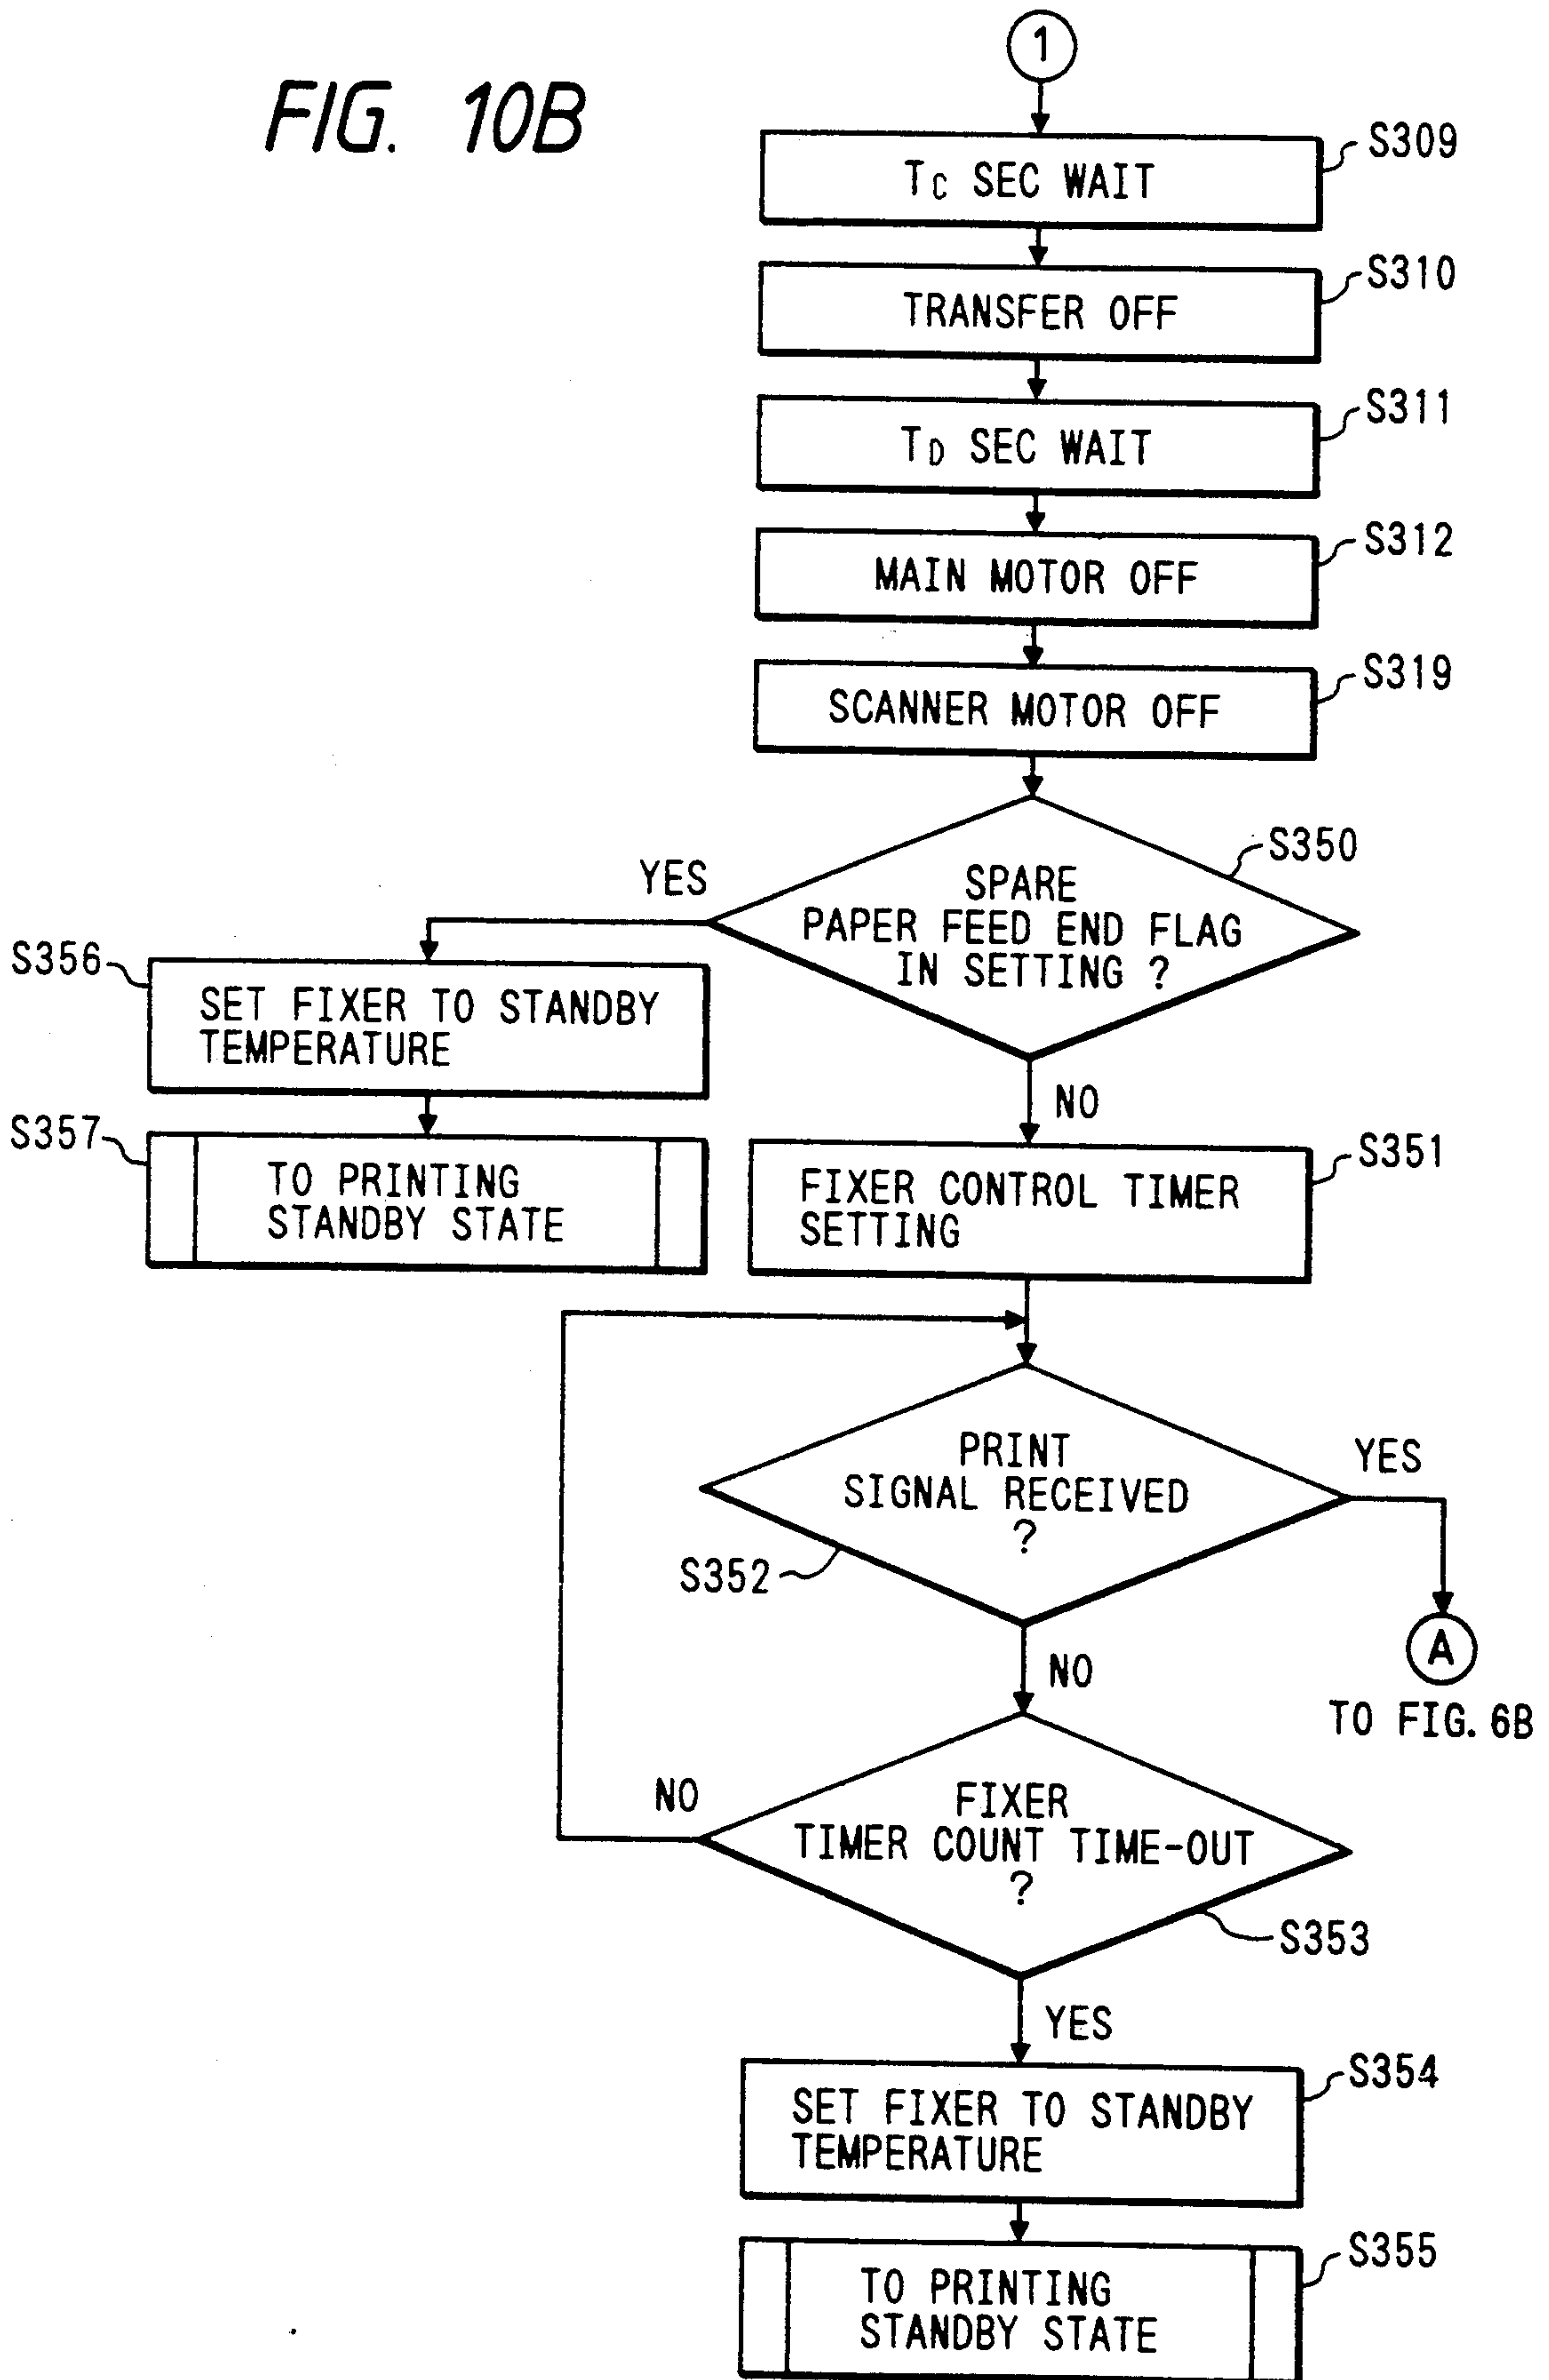 FIG. 10B
1
S309
TC SEC WAIT
S310
TRANSFER OFF
S311
TD SEC WAIT
S312
MAIN MOTOR OFF
S319
SCANNER MOTOR OFF
S350
YES
SPARE
PAPER FEED END FLAG
IN SETTING ?
S356
SET FIXER TO STANDBY
TEMPERATURE
NO
S357
TO PRINTING
STANDBY STATE
S351
FIXER CONTROL TIMER
SETTING
PRINT
SIGNAL RECEIVED
?
YES
S352
A
TO FIG. 6B
NO
NO
FIXER
TIMER COUNT TIME-OUT
?
S353
YES
S354
SET FIXER TO STANDBY
TEMPERATURE
S355
TO PRINTING
STANDBY STATE